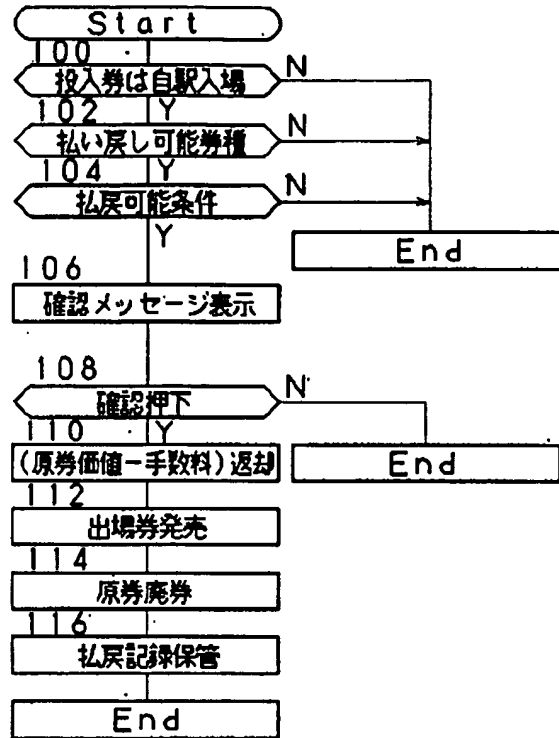 Start
100
投入券は自駅入場
N
102
Y
払い戻し可能券種
N
104
Y
払戻可能条件
N
Y
End
106
確認メッセージ表示
108
確認押下
N
110
Y
(原券価値－手数料)返却
End
112
出場券発売
114
原券廃券
116
払戻記録保管
End